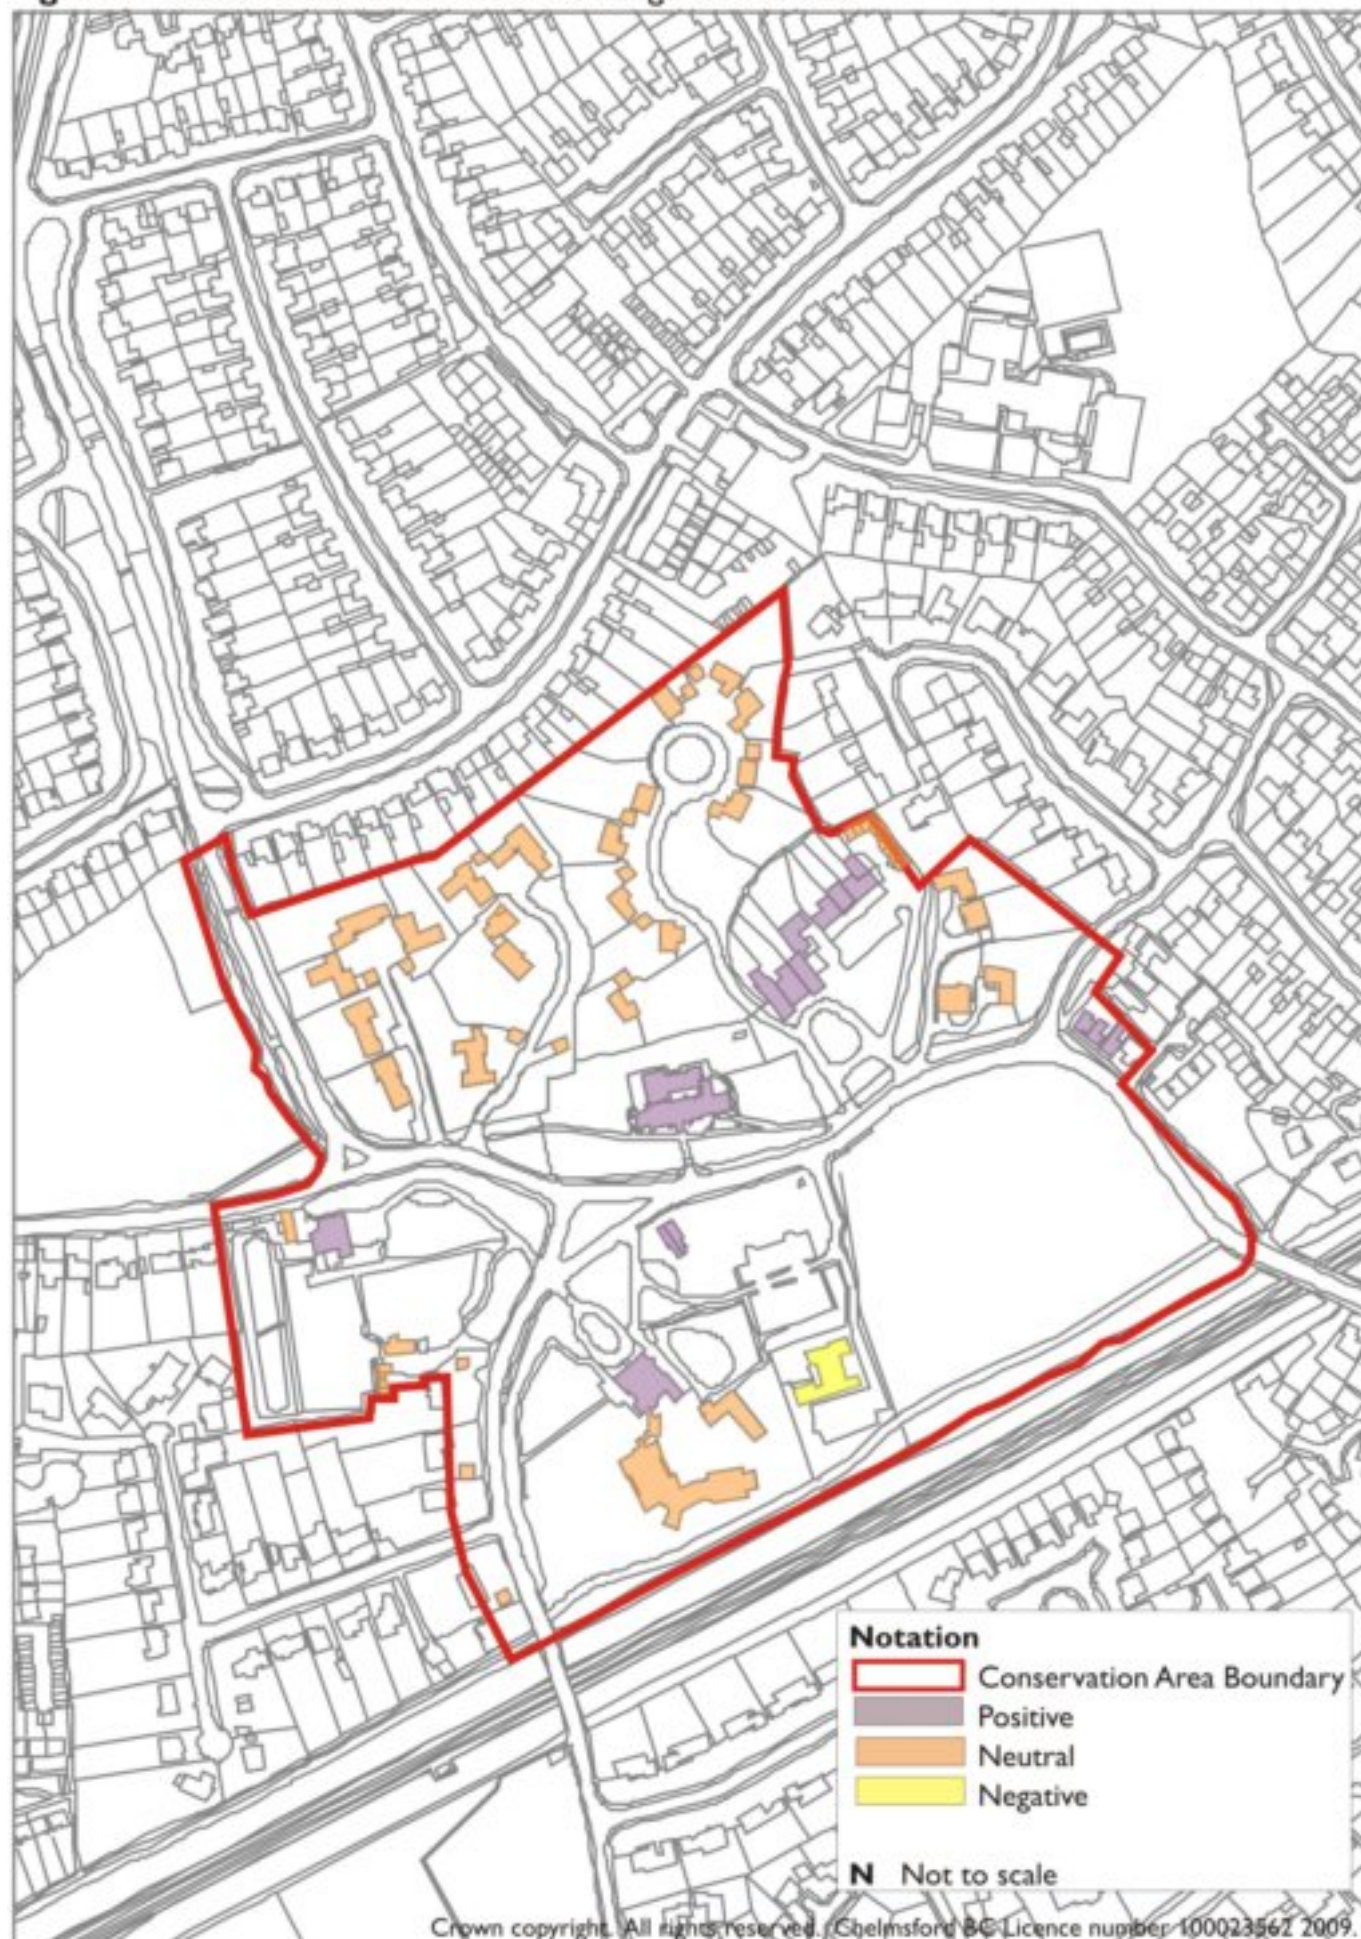 Notation
Conservation Area Boundary
Positive
Neutral
Negative
N Not to scale
Crown copyright. All rights reserved. Chelmsford BC Licence number 100023562 2009.